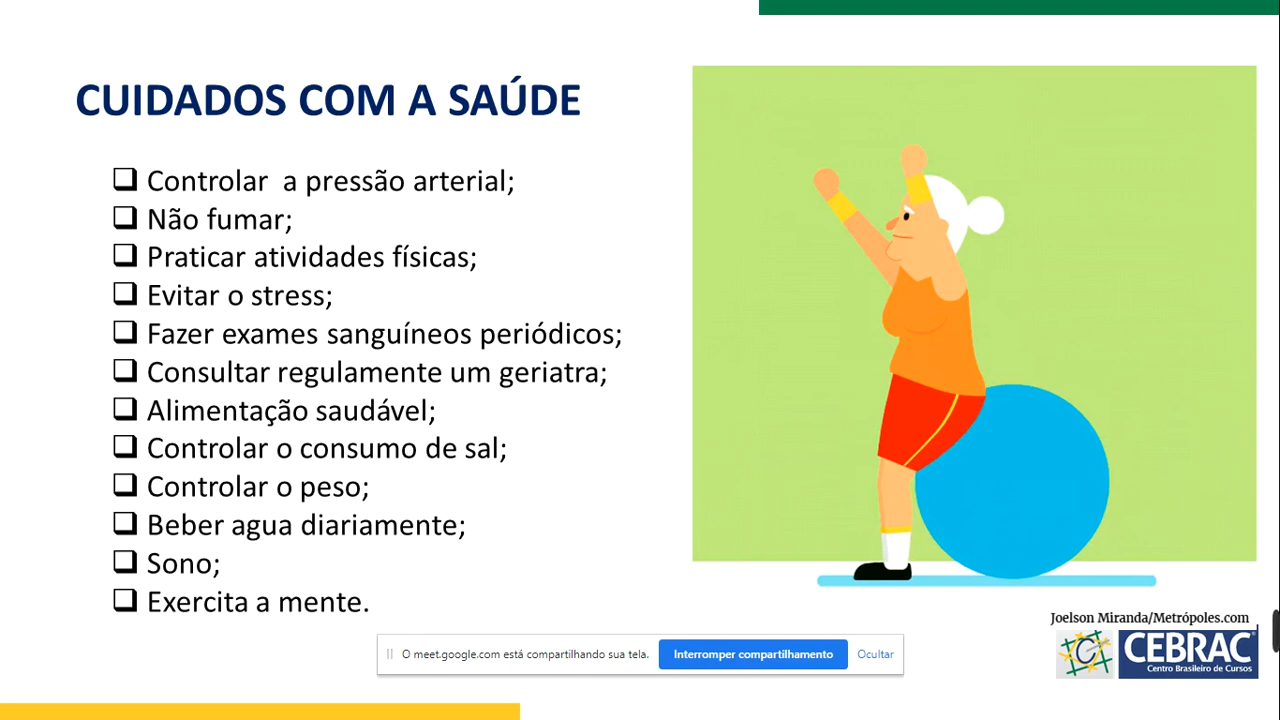 CUIDADOS COM A SAÚDE
Controlar a pressão arterial;
Não fumar;
Praticar atividades físicas;
Evitar o stress;
Fazer exames sanguíneos periódicos;
Consultar regulamente um geriatra;
Alimentação saudável;
Controlar o consumo de sal;
Controlar o peso;
Beber agua diariamente;
Sono;
Exercita a mente.
Joelson Miranda/Metrópoles.com
CEBRAC
Centro Brasileiro de Cursos
O meet.google.com está compartilhando sua tela. Interromper compartilhamento Ocultar